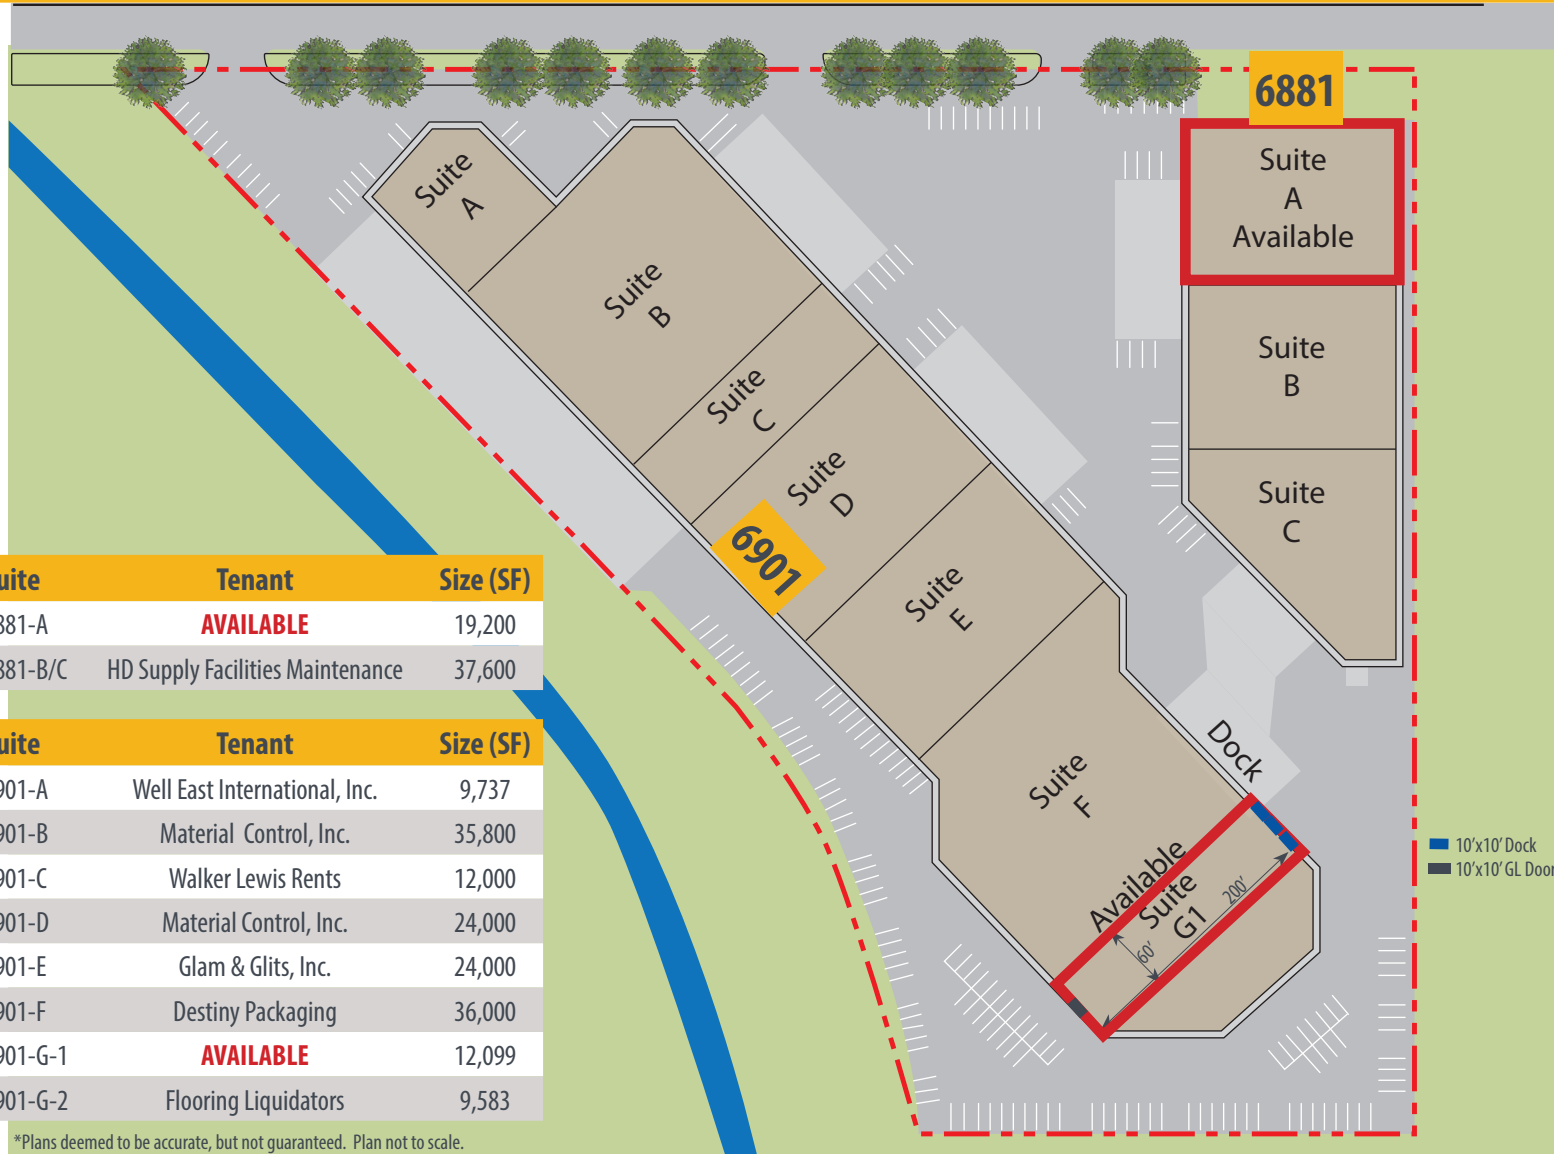 6881
Suite
A
Available
Suite
B
Suite
C
Suite
A
Suite
B
Suite
C
Suite
D
6901
Suite
E
Suite
F
Dock
Available
Suite
G1
200'
60'
10'x10' Dock
10'x10' GL Door
uite Tenant Size (SF)
881-A AVAILABLE 19,200
881-B/C HD Supply Facilities Maintenance 37,600
uite Tenant Size (SF)
901-A Well East International, Inc. 9,737
901-B Material Control, Inc. 35,800
901-C Walker Lewis Rents 12,000
901-D Material Control, Inc. 24,000
901-E Glam & Glits, Inc. 24,000
901-F Destiny Packaging 36,000
901-G-1 AVAILABLE 12,099
901-G-2 Flooring Liquidators 9,583
*Plans deemed to be accurate, but not guaranteed. Plan not to scale.